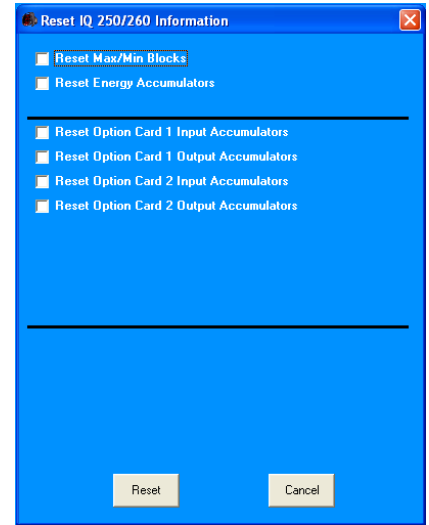 Reset IQ 250/260 Information
Reset Max/Min Blocks
Reset Energy Accumulators
Reset Option Card 1 Input Accumulators
Reset Option Card 1 Output Accumulators
Reset Option Card 2 Input Accumulators
Reset Option Card 2 Output Accumulators
Reset Cancel